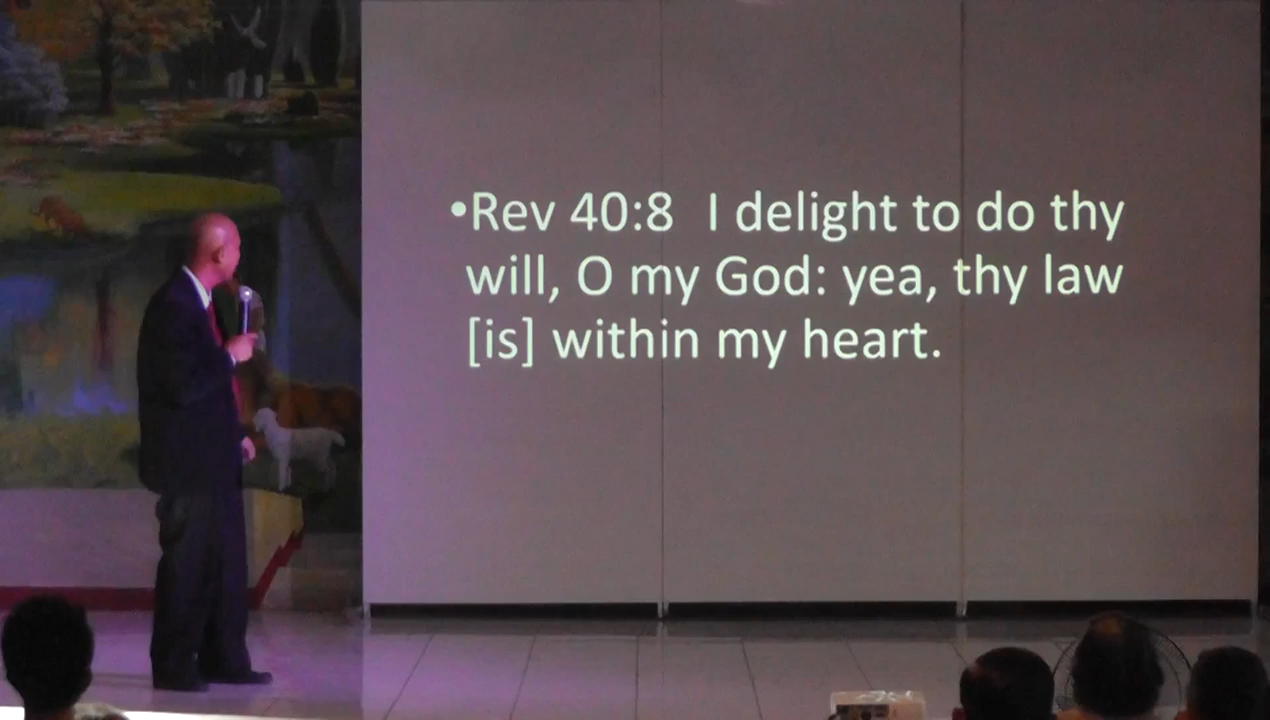 •Rev 40:8 I delight to do thy
will, O my God: yea, thy law
[is] within my heart.